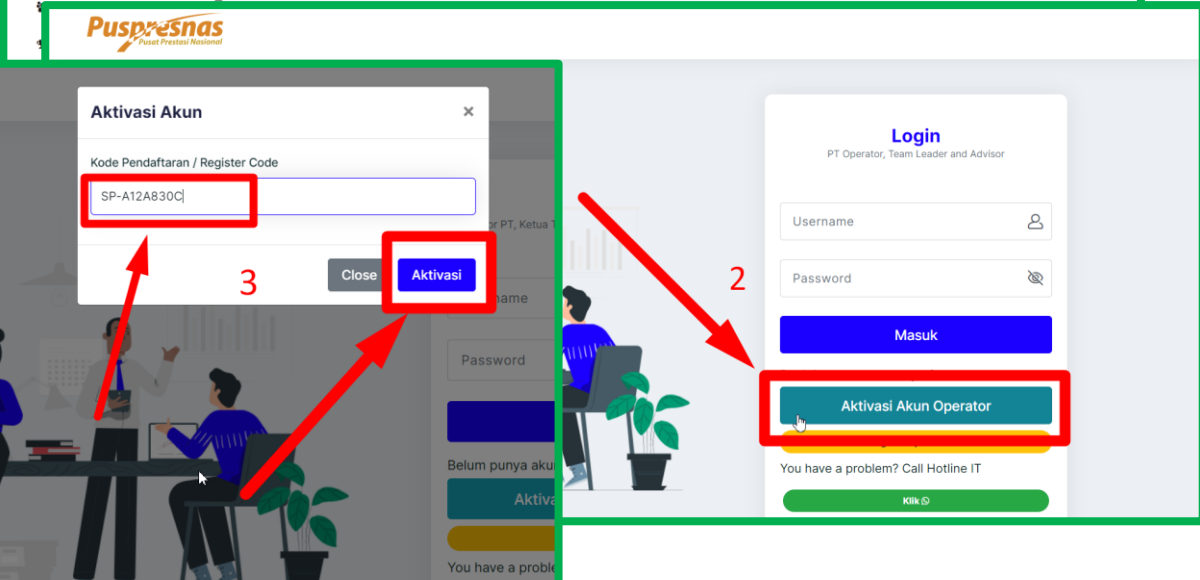 Puspresnas
Pusat Prestasi Nasional
Aktivasi Akun
×
Kode Pendaftaran / Register Code
SP-A12A830C
Close
Aktivasi
3
or PT, Ketua T
name
Password
Belum punya aku
Aktiva
You have a proble
2
Login
PT Operator, Team Leader and Advisor
Username
Password
Masuk
Aktivasi Akun Operator
You have a problem? Call Hotline IT
Klik